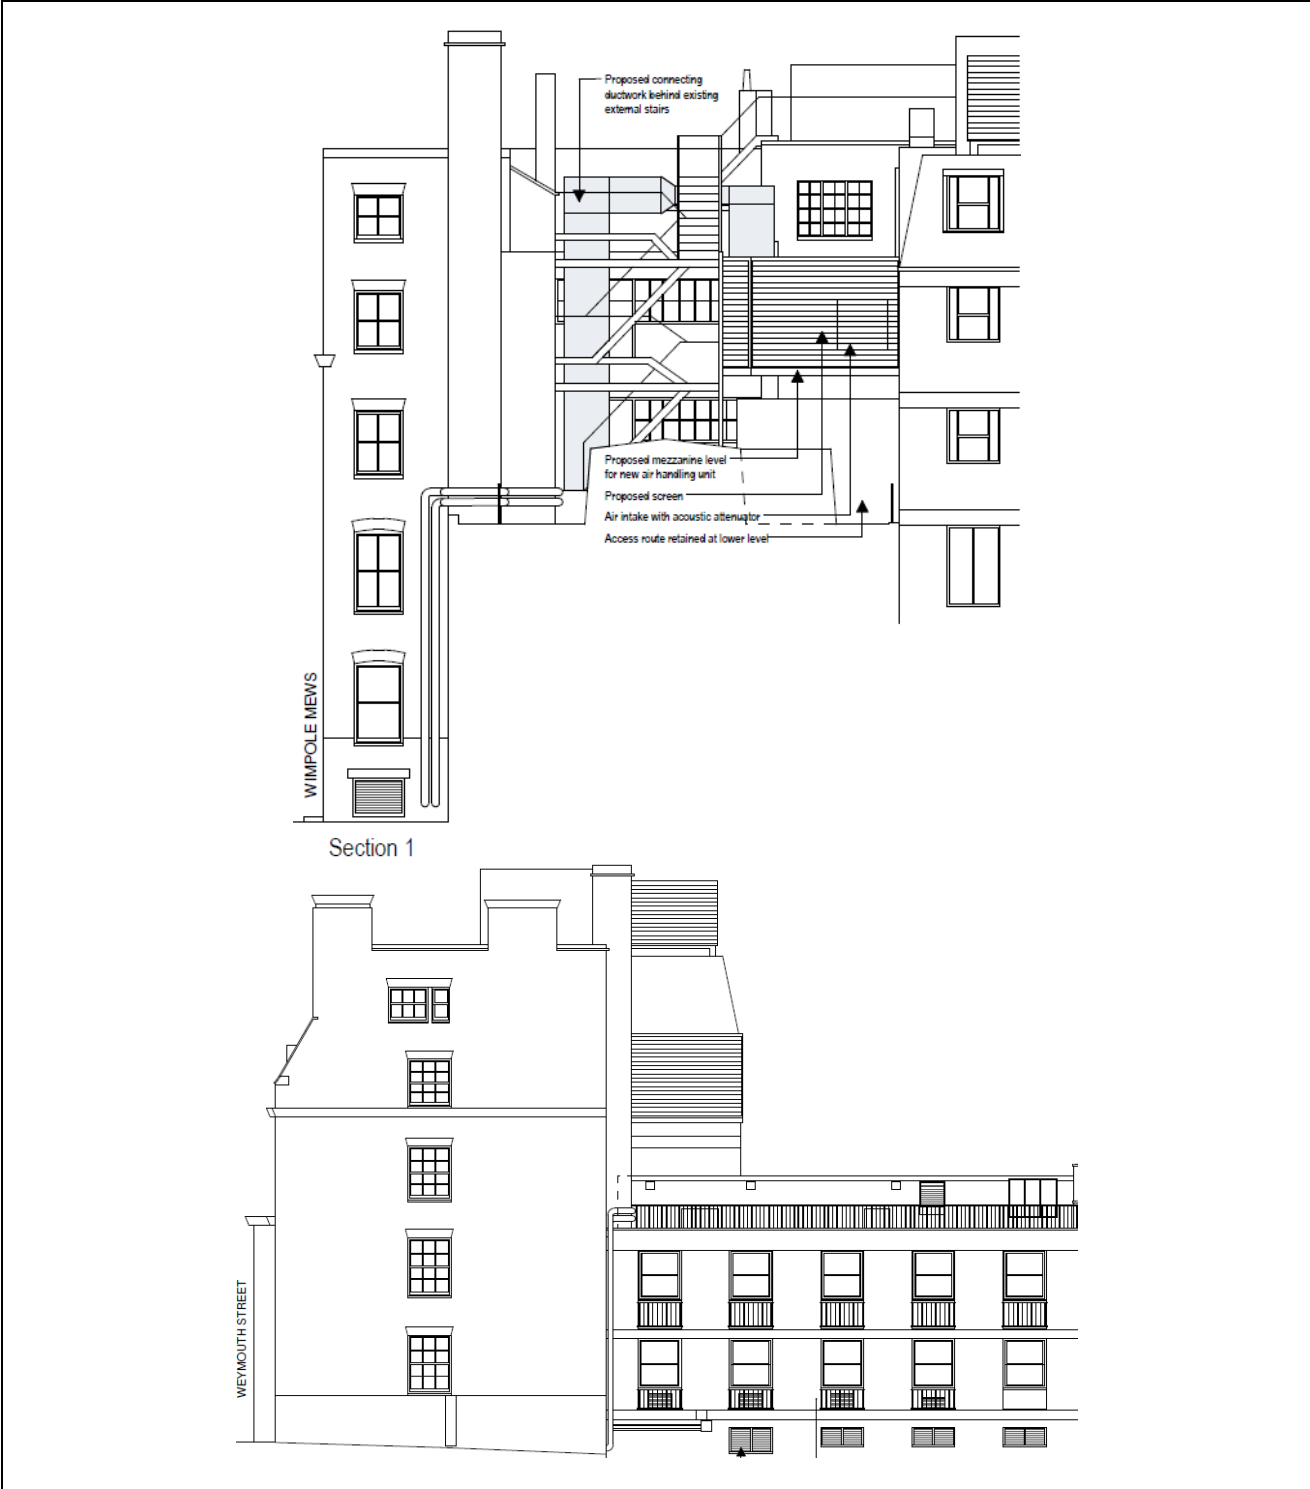 Proposed connecting
ductwork behind existing
external stairs
Proposed mezzanine level
for new air handling unit
Proposed screen
Air intake with acoustic attenuator
Access route retained at lower level
WIMPOLE MEWS
Section 1
WEYMOUTH STREET